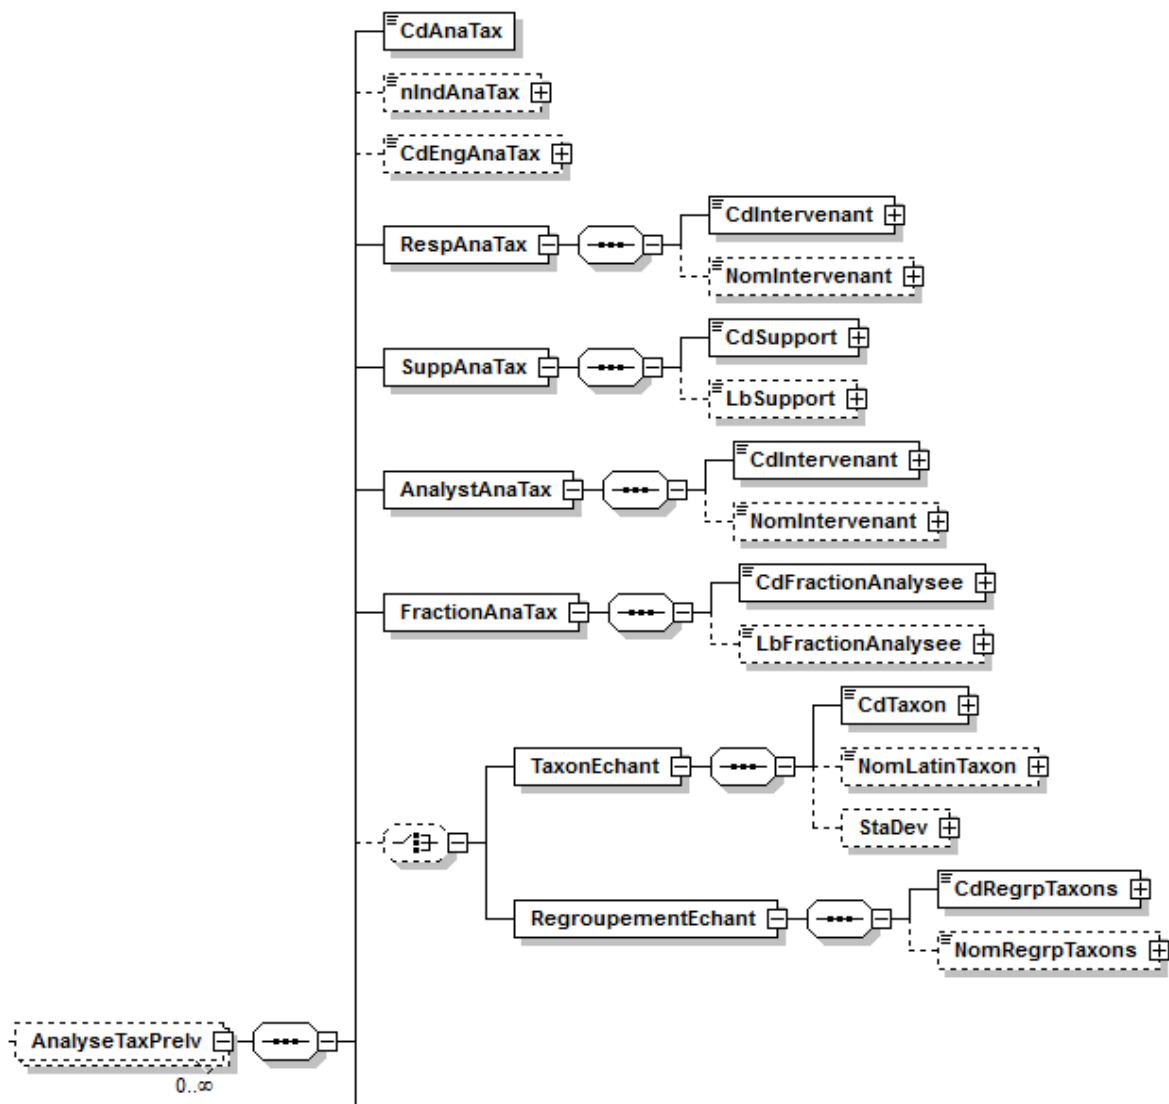 CdAnaTax
nIndAnaTax
CdEngAnaTax
RespAnaTax
CdIntervenant
NomIntervenant
SuppAnaTax
CdSupport
LbSupport
AnalystAnaTax
CdIntervenant
NomIntervenant
FractionAnaTax
CdFractionAnalysee
LbFractionAnalysee
TaxonEchant
CdTaxon
NomLatinTaxon
StaDev
RegroupementEchant
CdRegrpTaxons
NomRegrpTaxons
AnalyseTaxPrelv
0..∞